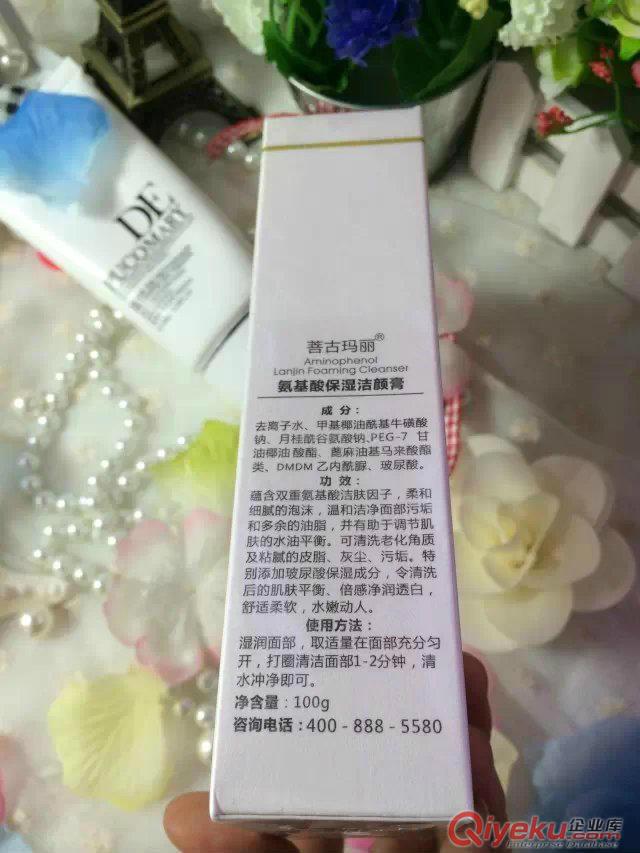 DE
UCOMARY
菩古玛丽®
Aminophenol
Lanjin Foaming Cleanser
氨基酸保湿洁颜膏
成 分：
去离子水、甲基椰油酰基牛磺酸
钠、月桂酰谷氨酸钠、PEG-7 甘
油椰油酸酯、蓖麻油基马来酸酯
类、DMDM 乙内酰脲、玻尿酸。
功 效：
蕴含双重氨基酸洁肤因子，柔和
细腻的泡沫，温和洁净面部污垢
和多余的油脂，并有助于调节肌
肤的水油平衡。可清洗老化角质
及粘腻的皮脂、灰尘、污垢。特
别添加玻尿酸保湿成分，令清洗
后的肌肤平衡、倍感净润透白，
舒适柔软，水嫩动人。
使用方法：
湿润面部，取适量在面部充分匀
开，打圈清洁面部1-2分钟，清
水冲净即可。
净含量：100g
咨询电话：400-888-5580
Qiyeku.com企业库
Enterprise Database